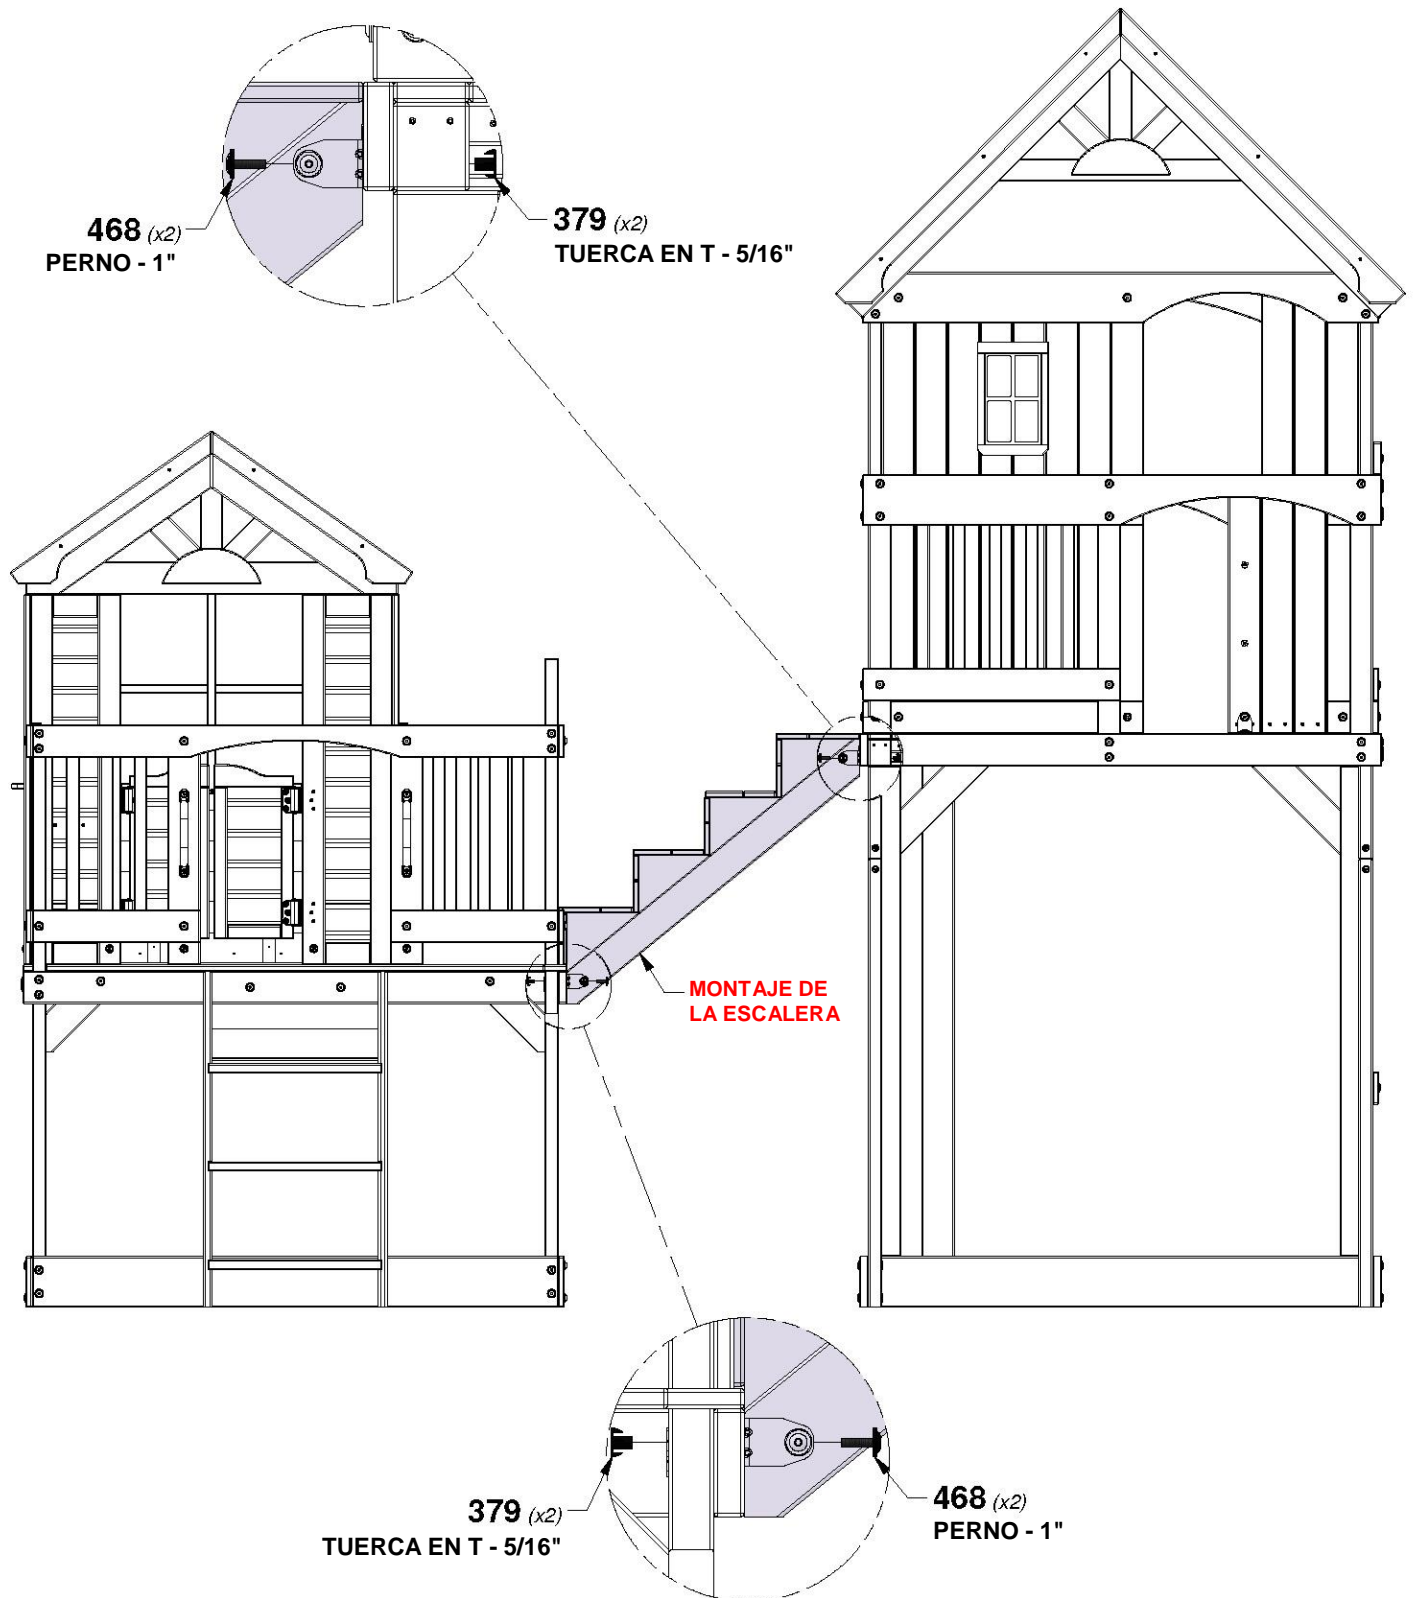 468 (x2)
PERNO - 1"
379 (x2)
TUERCA EN T - 5/16"
MONTAJE DE
LA ESCALERA
379 (x2)
TUERCA EN T - 5/16"
468 (x2)
PERNO - 1"